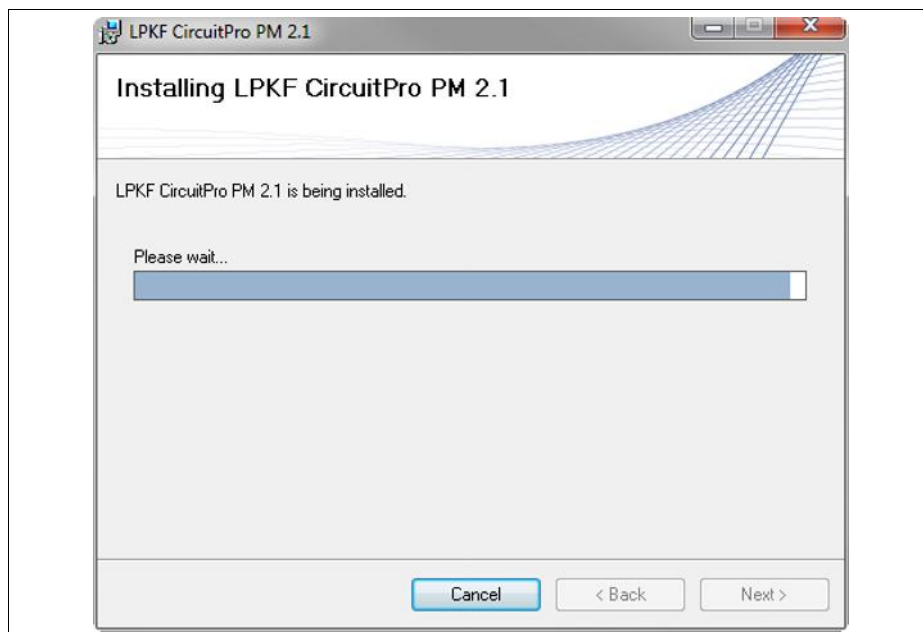 LPKF CircuitPro PM 2.1
Installing LPKF CircuitPro PM 2.1
LPKF CircuitPro PM 2.1 is being installed.
Please wait...
Cancel
< Back
Next >